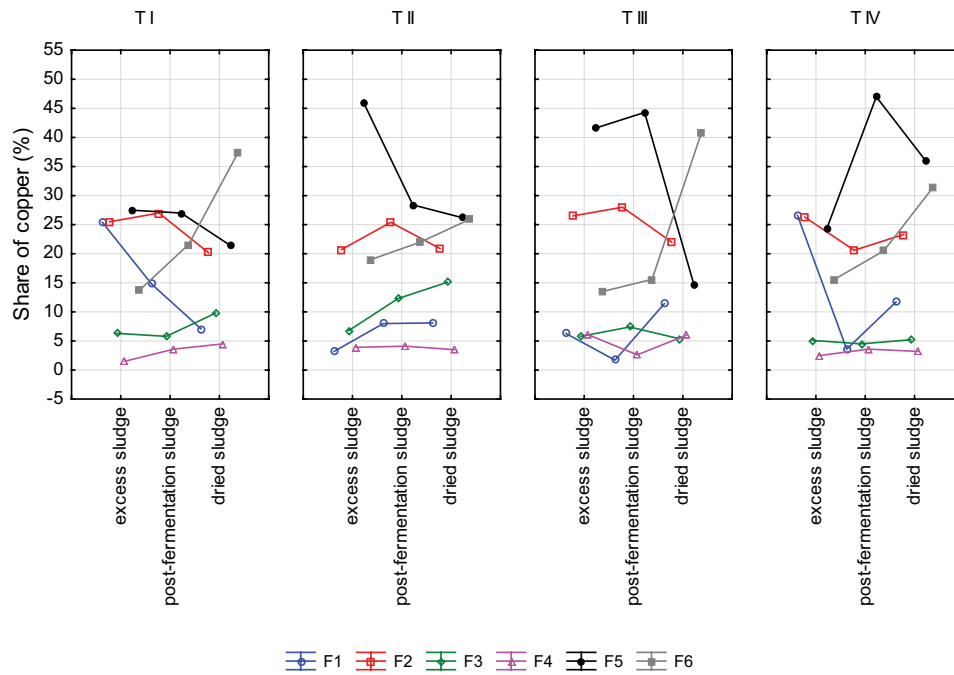 T I T II T III T IV
Share of copper (%)
55
50
45
40
35
30
25
20
15
10
5
0
-5
excess sludge
post-fermentation sludge
dried sludge
excess sludge
post-fermentation sludge
dried sludge
excess sludge
post-fermentation sludge
dried sludge
excess sludge
post-fermentation sludge
dried sludge
F1 F2 F3 F4 F5 F6